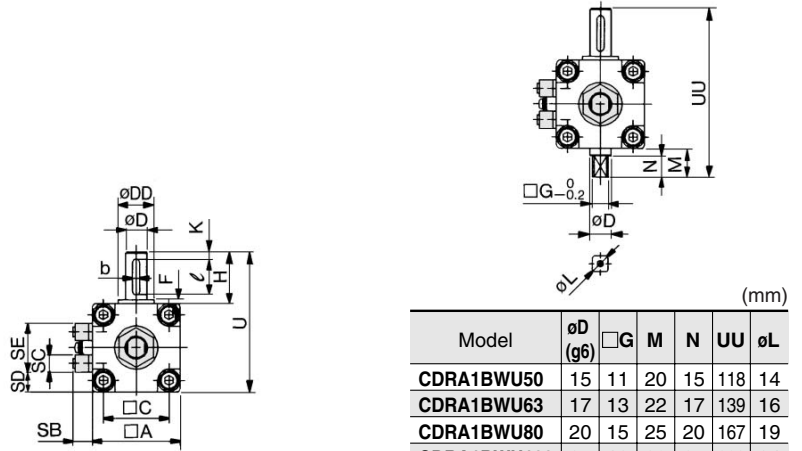 UU
N
M
□G 0 -0.2
øD
øL
øDD
øD
K
b
F
ℓ
H
U
SE
SC
SD
□C
SB
□A
(mm)
Model øD (g6) □G M N UU øL
CDRA1BWU50 15 11 20 15 118 14
CDRA1BWU63 17 13 22 17 139 16
CDRA1BWU80 20 15 25 20 167 19